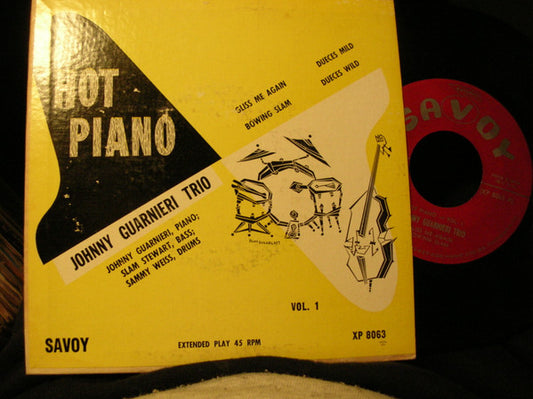 HOT
PIANO
GLISS ME AGAIN
BOWING SLAM
DUECES MILD
DUECES WILD
JOHNNY GUARNIERI TRIO
JOHNNY GUARNIERI, PIANO;
SLAM STEWART, BASS;
SAMMY WEISS, DRUMS
VOL. 1
SAVOY
EXTENDED PLAY 45 RPM
XP 8063
SAVOY
JOHNNY GUARNIERI TRIO